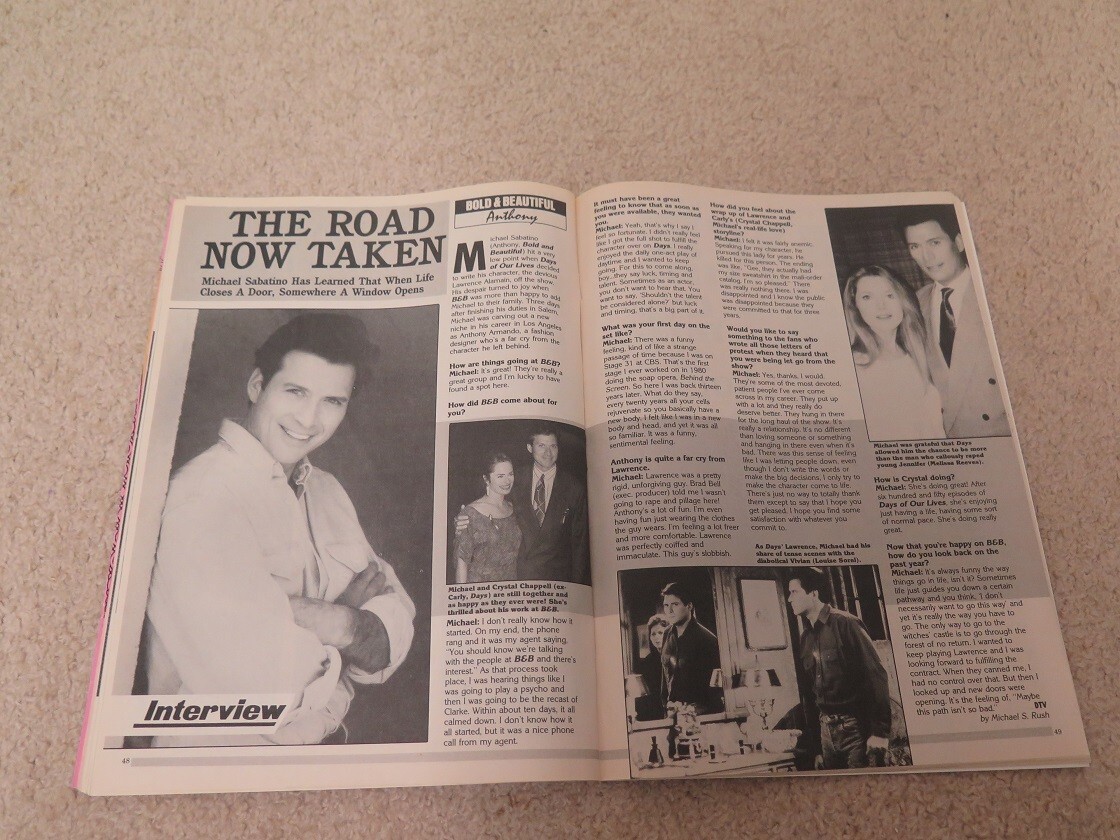 THE ROAD
NOW TAKEN
Michael Sabatino Has Learned That When Life
Closes A Door, Somewhere A Window Opens
Interview
48
BOLD & BEAUTIFUL
Anthony
Michael Sabatino
(Anthony, Bold and
Beautiful) hit a very
low point when Days
of Our Lives decided
to write his character, the devious
Lawrence Alamain, off the show.
His despair turned to joy when
B&B was more than happy to add
Michael to their family. Three days
after finishing his duties in Salem,
Michael was carving out a new
niche in his career in Los Angeles
as Anthony Armando, a fashion
designer who's a far cry from the
character he left behind.
How are things going at B&B?
Michael: It's great! They're really a
great group and I'm lucky to have
found a spot here.
How did B&B come about for
you?
Michael and Crystal Chappell (ex-
Carly, Days) are still together and
as happy as they ever were! She's
thrilled about his work at B&B.
Michael: I don't really know how it
started. On my end, the phone
rang and it was my agent saying,
"You should know we're talking
with the people at B&B and there's
interest." As that process took
place, I was hearing things like I
was going to play a psycho and
then I was going to be the recast of
Clarke. Within about ten days, it all
calmed down. I don't know how it
all started, but it was a nice phone
call from my agent.
It must have been a great
feeling to know that as soon as
you were available, they wanted
you.
Michael: Yeah, that's why I say I
feel so fortunate. I didn't really feel
like I got the full shot to fulfill the
character over on Days. I really
enjoyed the daily one-act play of
daytime and I wanted to keep
going. For this to come along,
boy...they say luck, timing and
talent. Sometimes as an actor,
you don't want to hear that. You
want to say, 'Shouldn't the talent
be considered alone?' but luck
and timing, that's a big part of it.
What was your first day on the
set like?
Michael: There was a funny
feeling, kind of like a strange
passage of time because I was on
Stage 31 at CBS. That's the first
stage I ever worked on in 1980
doing the soap opera, Behind the
Screen. So here I was back thirteen
years later. What do they say,
every twenty years all your cells
rejuvenate so you basically have a
new body. I felt like I was in a new
body and head, and yet it was all
so familiar. It was a funny,
sentimental feeling.
Anthony is quite a far cry from
Lawrence.
Michael: Lawrence was a pretty
rigid, unforgiving guy. Brad Bell
(exec. producer) told me I wasn't
going to rape and pillage here!
Anthony's a lot of fun. I'm even
having fun just wearing the clothes
the guy wears. I'm feeling a lot freer
and more comfortable. Lawrence
was perfectly coiffed and
immaculate. This guy's slobbish.
How did you feel about the
wrap up of Lawrence and
Carly's (Crystal Chappell,
Michael's real-life love)
storyline?
Michael: I felt it was fairly anemic.
Speaking for my character, he
pursued this lady for years. He
killed for this person. The ending
was like, 'Gee, they actually had
my size sweatshirt in the mail-order
catalog. I'm so pleased.' There
was really nothing there. I was
disappointed and I know the public
was disappointed because they
were committed to that for three
years.
Would you like to say
something to the fans who
wrote all those letters of
protest when they heard that
you were being let go from the
show?
Michael: Yes, thanks, I would.
They're some of the most devoted,
patient people I've ever come
across in my career. They put up
with a lot and they really do
deserve better. They hung in there
for the long haul of the show. It's
really a relationship. It's no different
than loving someone or something
and hanging in there even when it's
bad. There was this sense of feeling
like I was letting people down, even
though I don't write the words or
make the big decisions, I only try to
make the character come to life.
There's just no way to totally thank
them except to say that I hope you
get pleased. I hope you find some
satisfaction with whatever you
commit to.
As Days' Lawrence, Michael had his
share of tense scenes with the
diabolical Vivian (Louise Sorel).
Michael was grateful that Days
allowed him the chance to be more
than the man who callously raped
young Jennifer (Melissa Reeves).
How is Crystal doing?
Michael: She's doing great! After
six hundred and fifty episodes of
Days of Our Lives, she's enjoying
just having a life, having some sort
of normal pace. She's doing really
great.
Now that you're happy on B&B,
how do you look back on the
past year?
Michael: It's always funny the way
things go in life, isn't it? Sometimes
life just guides you down a certain
pathway and you think, 'I don't
necessarily want to go this way' and
yet it's really the way you have to
go. The only way to go to the
witches' castle is to go through the
forest of no return. I wanted to
keep playing Lawrence and I was
looking forward to fulfilling the
contract. When they canned me, I
had no control over that. But then I
looked up and new doors were
opening. It's the feeling of, "Maybe
this path isn't so bad."
DTV
by Michael S. Rush
49